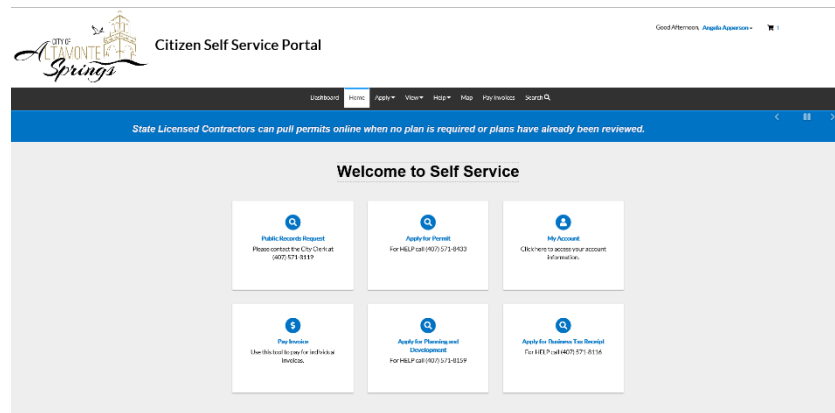 CITY OF
ALTAMONTE
Springs
Citizen Self Service Portal
Good Afternoon, Angela Apperson
1
Dashboard Home Apply View Help Map Pay Invoices Search
State Licensed Contractors can pull permits online when no plan is required or plans have already been reviewed.
Welcome to Self Service
Public Records Request
Please contact the City Clerk at
(407) 571-8119
Apply for Permit
For HELP call (407) 571-8433
My Account
Click here to access your account
information.
Pay Invoice
Use this tool to pay for individual
invoices.
Apply for Planning and
Development
For HELP call (407) 571-8159
Apply for Business Tax Receipt
For HELP call (407) 571-8116